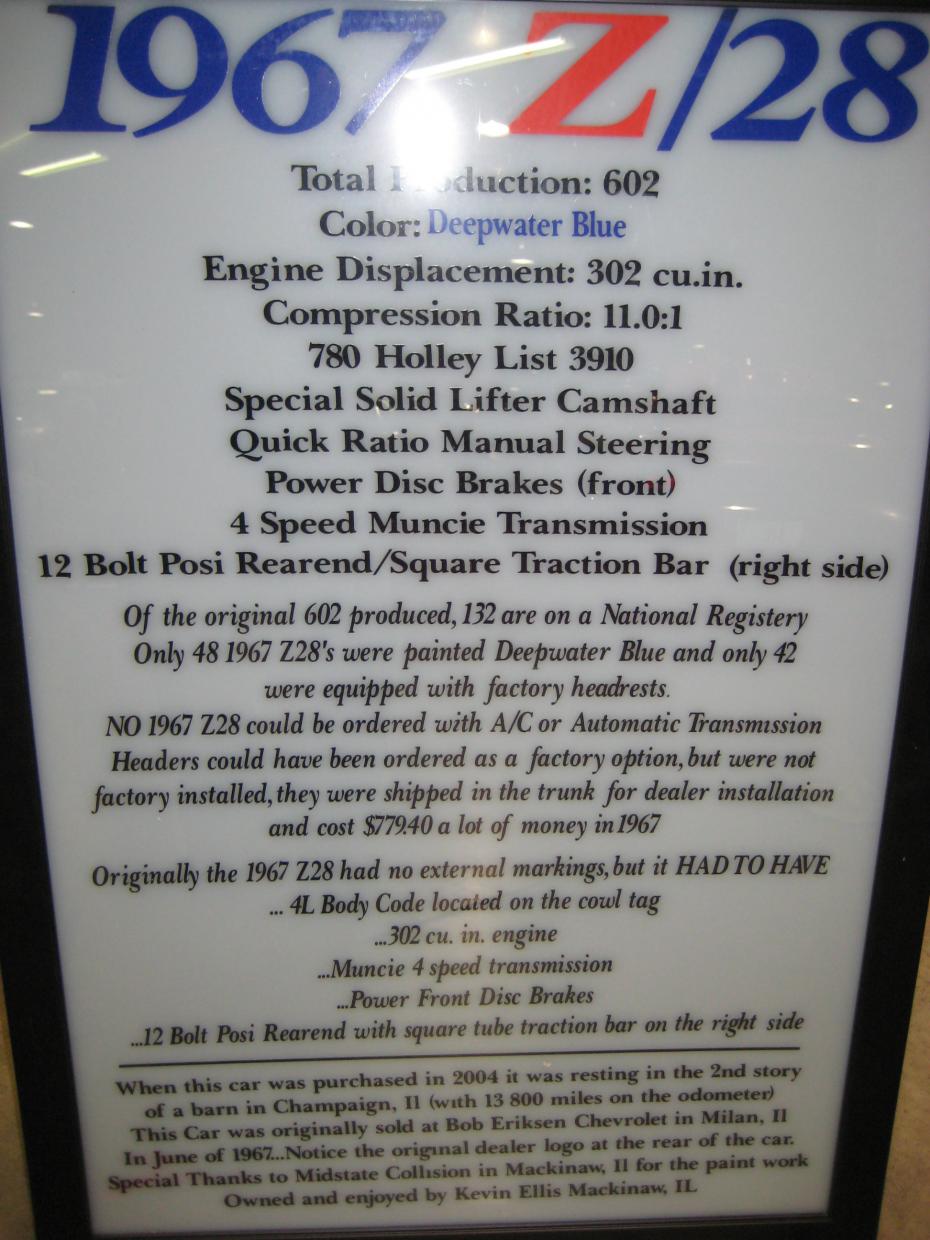 1967 Z/28
Total Production: 602
Color: Deepwater Blue
Engine Displacement: 302 cu.in.
Compression Ratio: 11.0:1
780 Holley List 3910
Special Solid Lifter Camshaft
Quick Ratio Manual Steering
Power Disc Brakes (front)
4 Speed Muncie Transmission
12 Bolt Posi Rearend/Square Traction Bar (right side)
Of the original 602 produced, 132 are on a National Registery
Only 48 1967 Z28's were painted Deepwater Blue and only 42
were equipped with factory headrests.
NO 1967 Z28 could be ordered with A/C or Automatic Transmission
Headers could have been ordered as a factory option, but were not
factory installed, they were shipped in the trunk for dealer installation
and cost $779.40 a lot of money in 1967
Originally the 1967 Z28 had no external markings, but it HAD TO HAVE
... 4L Body Code located on the cowl tag
...302 cu. in. engine
...Muncie 4 speed transmission
...Power Front Disc Brakes
...12 Bolt Posi Rearend with square tube traction bar on the right side
When this car was purchased in 2004 it was resting in the 2nd story
of a barn in Champaign, Il (with 13 800 miles on the odometer)
This Car was originally sold at Bob Eriksen Chevrolet in Milan, Il
In June of 1967...Notice the original dealer logo at the rear of the car.
Special Thanks to Midstate Collision in Mackinaw, Il for the paint work
Owned and enjoyed by Kevin Ellis Mackinaw, IL